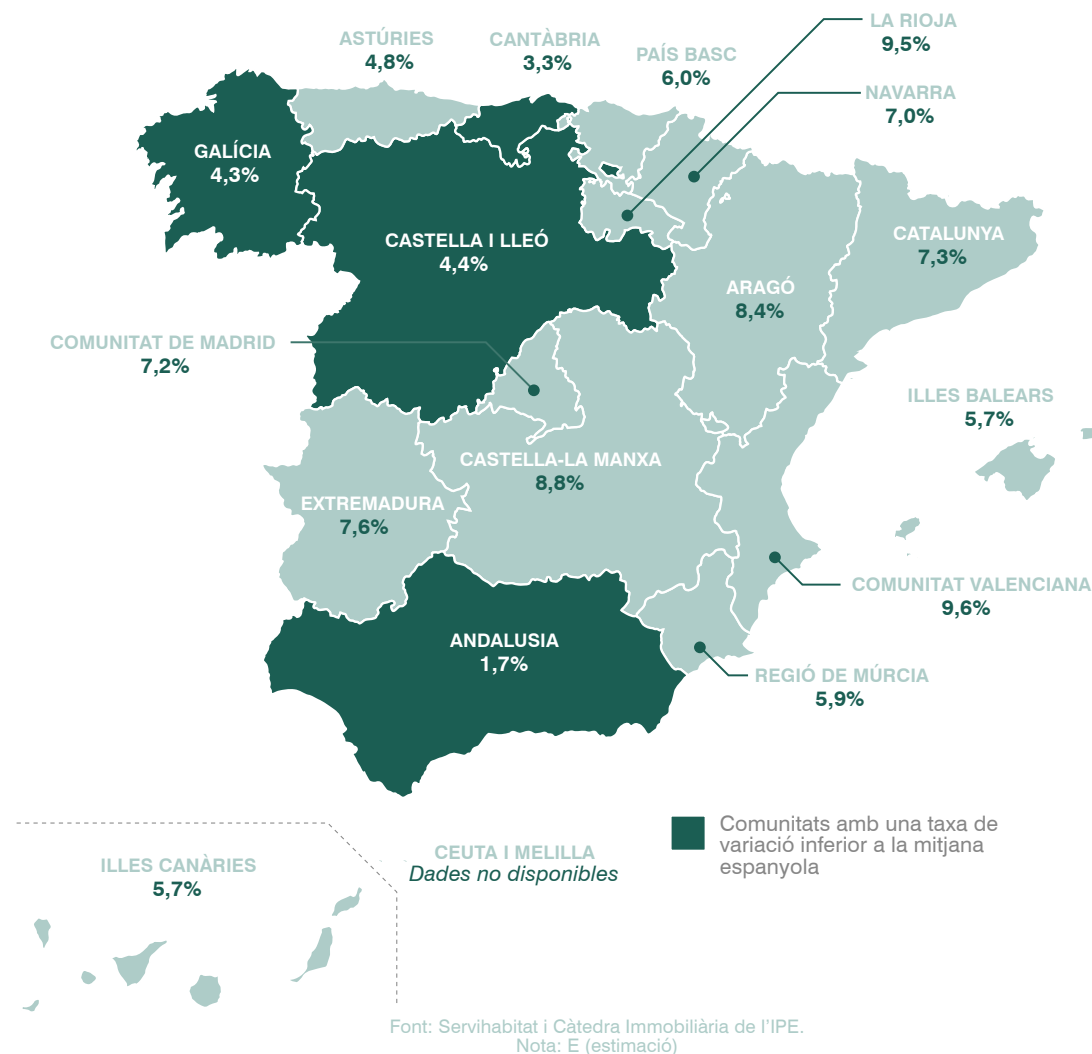 LA RIOJA
9,5%
ASTÚRIES
4,8%
CANTÀBRIA
3,3%
PAÍS BASC
6,0%
NAVARRA
7,0%
GALÍCIA
4,3%
CASTELLA I LLEÓ
4,4%
CATALUNYA
7,3%
ARAGÓ
8,4%
COMUNITAT DE MADRID
7,2%
ILLES BALEARS
5,7%
CASTELLA-LA MANXA
8,8%
EXTREMADURA
7,6%
COMUNITAT VALENCIANA
9,6%
ANDALUSIA
1,7%
REGIÓ DE MÚRCIA
5,9%
Comunitats amb una taxa de
variació inferior a la mitjana
espanyola
ILLES CANÀRIES
5,7%
CEUTA I MELILLA
Dades no disponibles
Font: Servihabitat i Càtedra Immobiliària de l’IPE.
Nota: E (estimació)